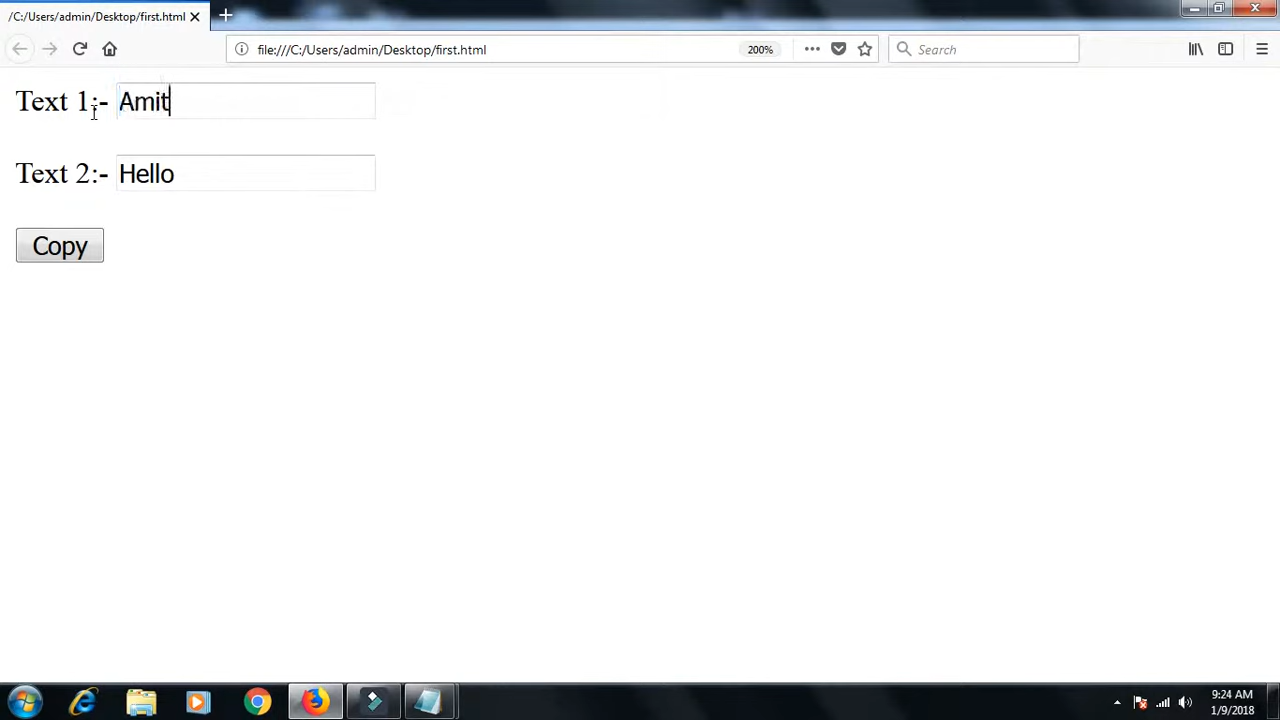 /C:/Users/admin/Desktop/first.html
file:///C:/Users/admin/Desktop/first.html
200%
Search
Text 1:- Amit
Text 2:- Hello
Copy
9:24 AM
1/9/2018